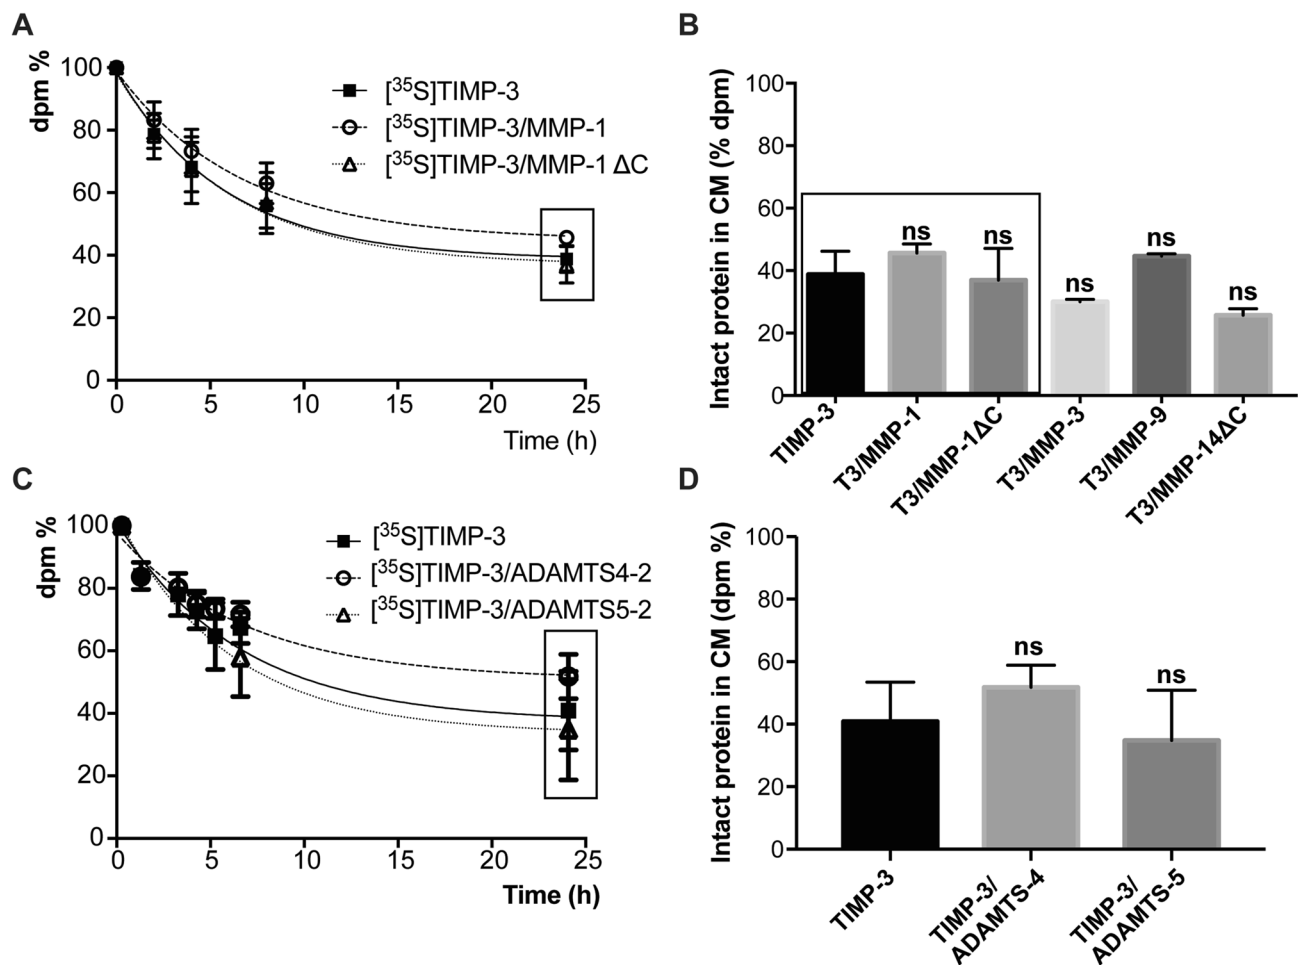 A
dpm %
100
80
60
40
20
0
0 5 10 15 20 25
Time (h)
[³⁵S]TIMP-3
[³⁵S]TIMP-3/MMP-1
[³⁵S]TIMP-3/MMP-1 ΔC
B
Intact protein in CM (% dpm)
100
80
60
40
20
0
ns
ns
ns
ns
ns
TIMP-3
T3/MMP-1
T3/MMP-1ΔC
T3/MMP-3
T3/MMP-9
T3/MMP-14ΔC
C
dpm %
100
80
60
40
20
0
0 5 10 15 20 25
Time (h)
[³⁵S]TIMP-3
[³⁵S]TIMP-3/ADAMTS4-2
[³⁵S]TIMP-3/ADAMTS5-2
D
Intact protein in CM (dpm %)
100
80
60
40
20
0
ns
ns
TIMP-3
TIMP-3/
ADAMTS-4
TIMP-3/
ADAMTS-5